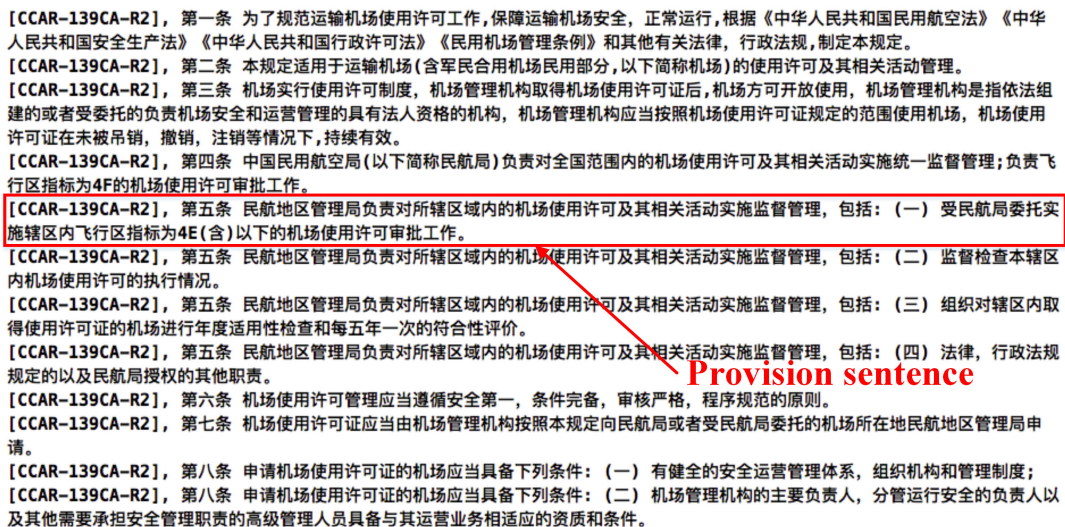 [CCAR-139CA-R2], 第一条 为了规范运输机场使用许可工作,保障运输机场安全，正常运行,根据《中华人民共和国民用航空法》《中华
人民共和国安全生产法》《中华人民共和国行政许可法》《民用机场管理条例》和其他有关法律，行政法规,制定本规定。
[CCAR-139CA-R2], 第二条 本规定适用于运输机场(含军民合用机场民用部分,以下简称机场)的使用许可及其相关活动管理。
[CCAR-139CA-R2], 第三条 机场实行使用许可制度，机场管理机构取得机场使用许可证后,机场方可开放使用，机场管理机构是指依法组
建的或者受委托的负责机场安全和运营管理的具有法人资格的机构，机场管理机构应当按照机场使用许可证规定的范围使用机场，机场使用
许可证在未被吊销，撤销，注销等情况下,持续有效。
[CCAR-139CA-R2], 第四条 中国民用航空局(以下简称民航局)负责对全国范围内的机场使用许可及其相关活动实施统一监督管理;负责飞
行区指标为4F的机场使用许可审批工作。
[CCAR-139CA-R2], 第五条 民航地区管理局负责对所辖区域内的机场使用许可及其相关活动实施监督管理，包括: (一) 受民航局委托实
施辖区内飞行区指标为4E(含)以下的机场使用许可审批工作。
[CCAR-139CA-R2], 第五条 民航地区管理局负责对所辖区域内的机场使用许可及其相关活动实施监督管理，包括: (二) 监督检查本辖区
内机场使用许可的执行情况。
[CCAR-139CA-R2], 第五条 民航地区管理局负责对所辖区域内的机场使用许可及其相关活动实施监督管理，包括: (三) 组织对辖区内取
得使用许可证的机场进行年度适用性检查和每五年一次的符合性评价。
[CCAR-139CA-R2], 第五条 民航地区管理局负责对所辖区域内的机场使用许可及其相关活动实施监督管理，包括: (四) 法律，行政法规
规定的以及民航局授权的其他职责。
Provision sentence
[CCAR-139CA-R2], 第六条 机场使用许可管理应当遵循安全第一，条件完备，审核严格，程序规范的原则。
[CCAR-139CA-R2], 第七条 机场使用许可证应当由机场管理机构按照本规定向民航局或者受民航局委托的机场所在地民航地区管理局申
请。
[CCAR-139CA-R2], 第八条 申请机场使用许可证的机场应当具备下列条件: (一) 有健全的安全运营管理体系，组织机构和管理制度;
[CCAR-139CA-R2], 第八条 申请机场使用许可证的机场应当具备下列条件: (二) 机场管理机构的主要负责人，分管运行安全的负责人以
及其他需要承担安全管理职责的高级管理人员具备与其运营业务相适应的资质和条件。